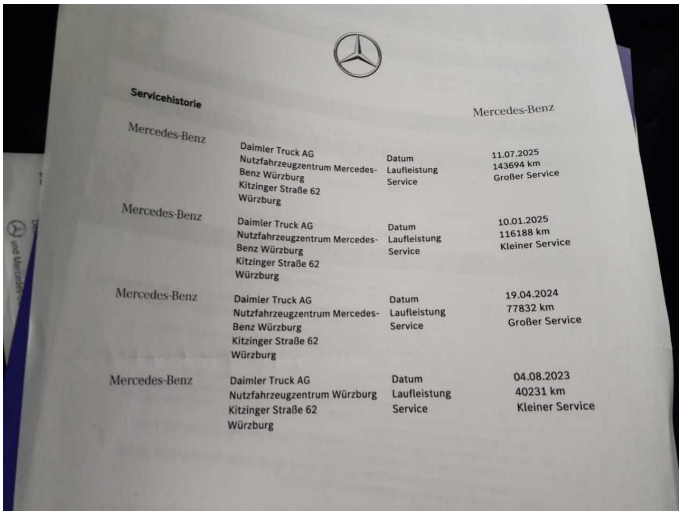 Servicehistorie
Mercedes-Benz
Mercedes-Benz
Daimler Truck AG
Nutzfahrzeugzentrum Mercedes-
Benz Würzburg
Kitzinger Straße 62
Würzburg
Datum 11.07.2025
Laufleistung 143694 km
Service Großer Service
Mercedes-Benz
Daimler Truck AG
Nutzfahrzeugzentrum Mercedes-
Benz Würzburg
Kitzinger Straße 62
Würzburg
Datum 10.01.2025
Laufleistung 116188 km
Service Kleiner Service
Mercedes-Benz
Daimler Truck AG
Nutzfahrzeugzentrum Mercedes-
Benz Würzburg
Kitzinger Straße 62
Würzburg
Datum 19.04.2024
Laufleistung 77832 km
Service Großer Service
Mercedes-Benz
Daimler Truck AG
Nutzfahrzeugzentrum Würzburg
Kitzinger Straße 62
Würzburg
Datum 04.08.2023
Laufleistung 40231 km
Service Kleiner Service